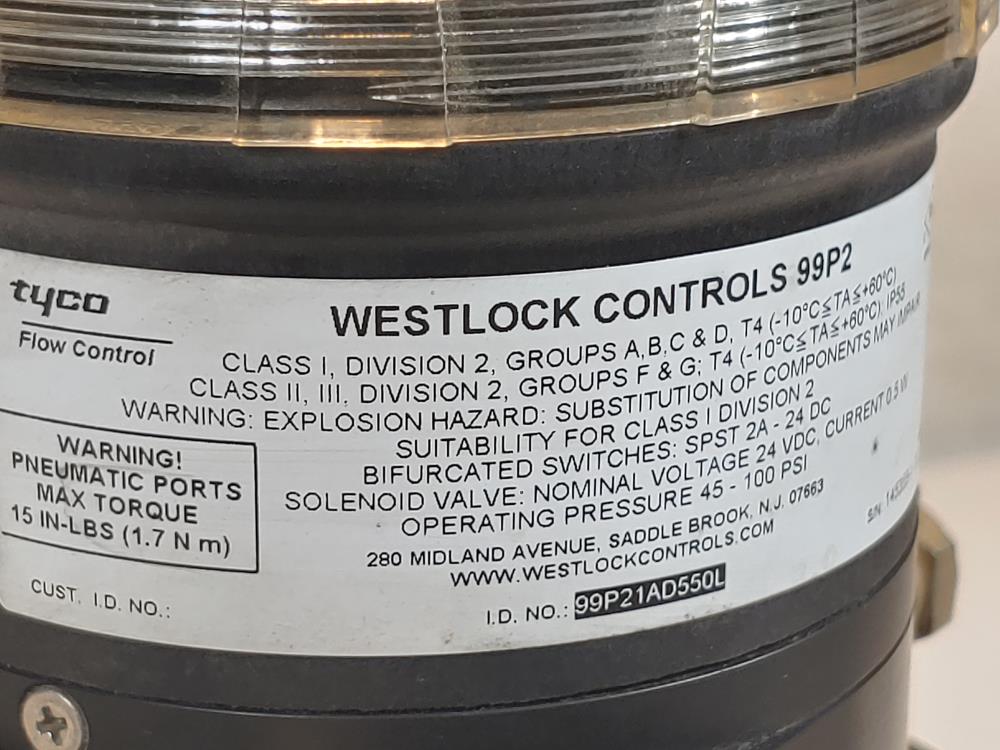 tyco
Flow Control
WESTLOCK CONTROLS 99P2
CLASS I, DIVISION 2, GROUPS A,B,C & D, T4 (-10°C≤TA≤+60°C)
CLASS II, III, DIVISION 2, GROUPS F & G; T4 (-10°C≤TA≤+60°C); IP55
WARNING: EXPLOSION HAZARD: SUBSTITUTION OF COMPONENTS MAY IMPAIR
SUITABILITY FOR CLASS I DIVISION 2
BIFURCATED SWITCHES: SPST 2A - 24 DC
SOLENOID VALVE: NOMINAL VOLTAGE 24 VDC, CURRENT 0.5
OPERATING PRESSURE 45 - 100 PSI
280 MIDLAND AVENUE, SADDLE BROOK, N.J. 07663
WWW.WESTLOCKCONTROLS.COM
I.D. NO.: 99P21AD550L
S/N:
WARNING!
PNEUMATIC PORTS
MAX TORQUE
15 IN-LBS (1.7 N m)
CUST. I.D. NO.: